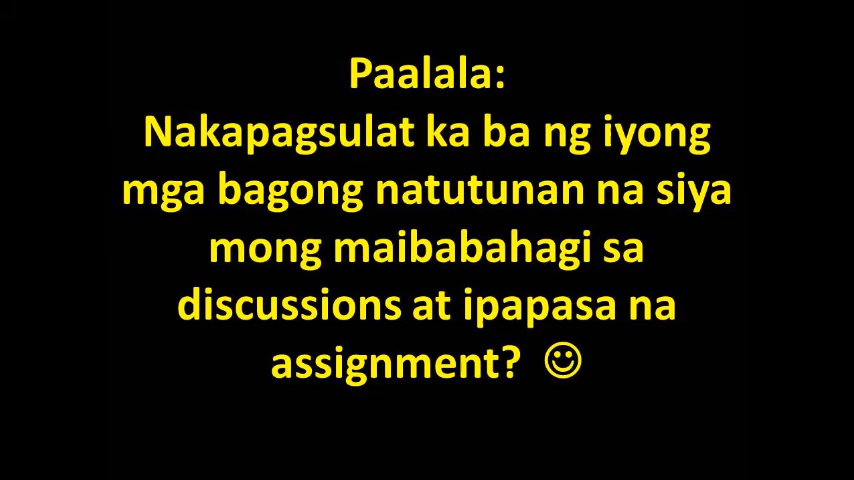 Paalala:
Nakapagsulat ka ba ng iyong
mga bagong natutunan na siya
mong maibabahagi sa
discussions at ipapasa na
assignment? ☺